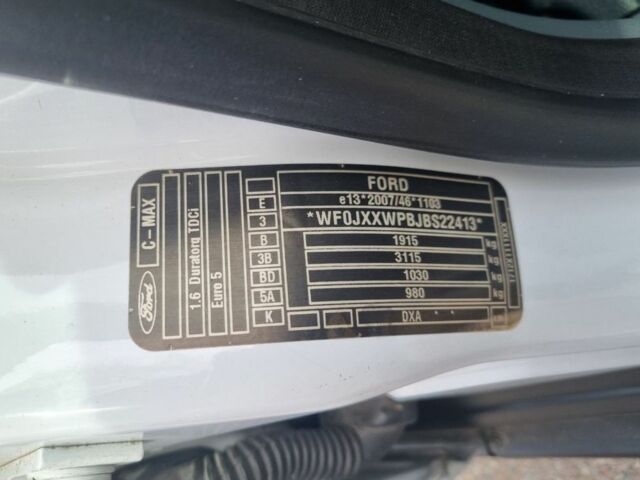 FORD
E e13*2007/46*1103
3 *WF0JXXWPBJBS22413*
B 1915 kg
3B 3115 kg
BD 1030 kg
5A 980 kg
K DXA
C-MAX
1.6 Duratorq TDCi
Euro 5
Ford